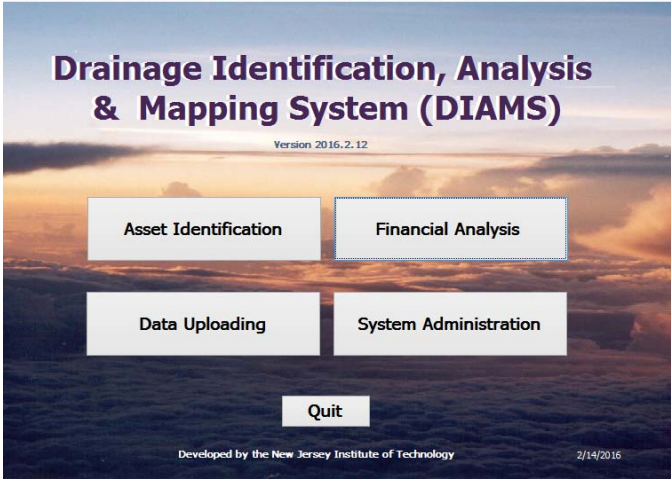 Drainage Identification, Analysis
& Mapping System (DIAMS)
Version 2016.2.12
Asset Identification
Financial Analysis
Data Uploading
System Administration
Quit
Developed by the New Jersey Institute of Technology
2/14/2016